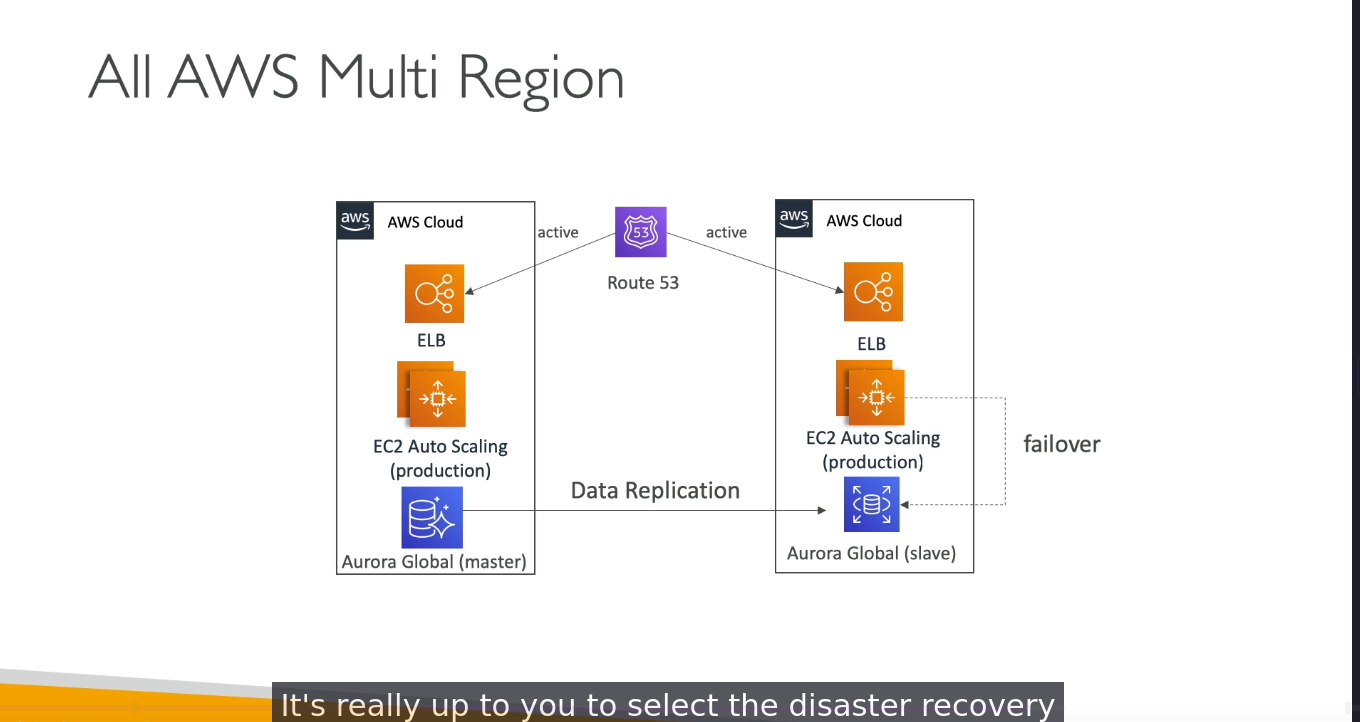 All AWS Multi Region
aws
AWS Cloud
active
53
active
Route 53
aws
AWS Cloud
ELB
ELB
EC2 Auto Scaling
(production)
EC2 Auto Scaling
(production)
failover
Data Replication
Aurora Global (master)
Aurora Global (slave)
It's really up to you to select the disaster recovery